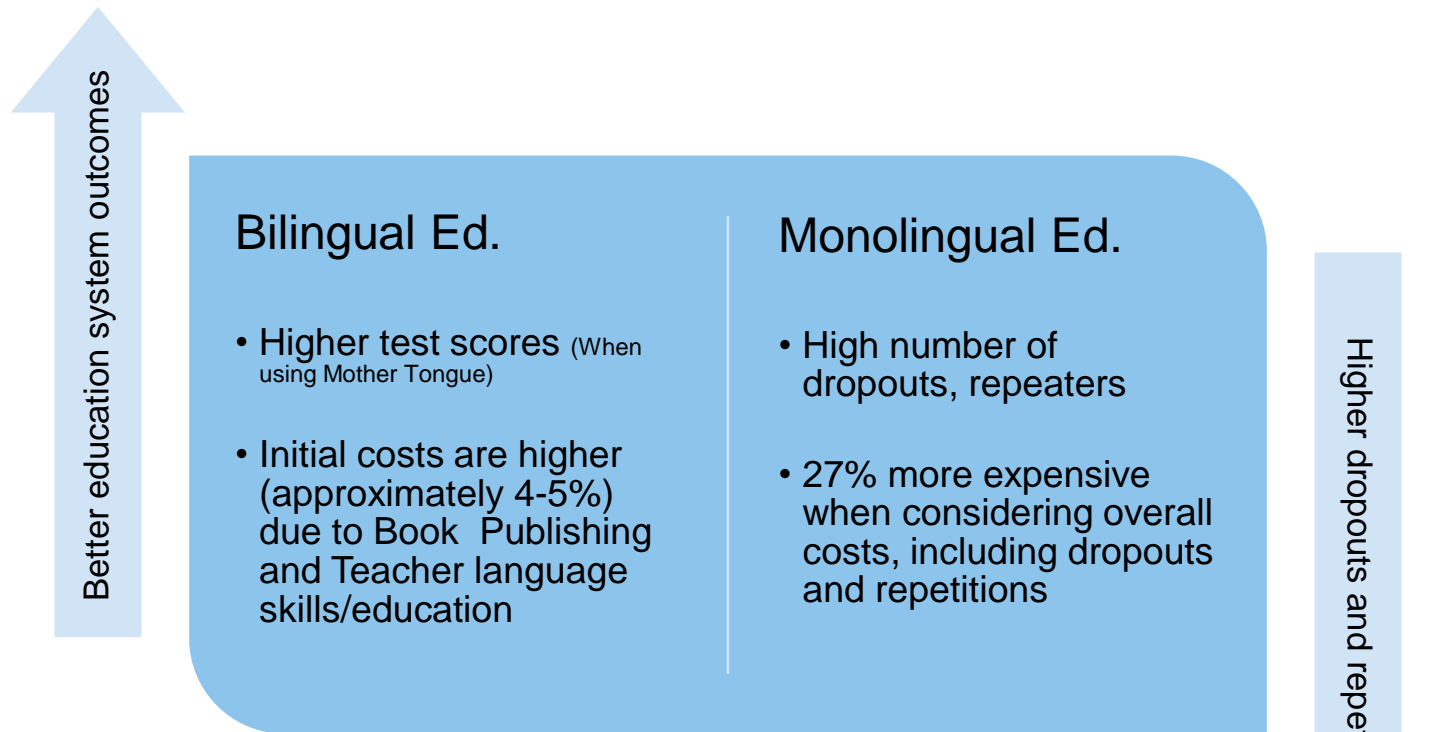 Better education system outcomes
Bilingual Ed.
• Higher test scores (When
using Mother Tongue)
• Initial costs are higher
(approximately 4-5%)
due to Book  Publishing
and Teacher language
skills/education
Monolingual Ed.
• High number of
dropouts, repeaters
• 27% more expensive
when considering overall
costs, including dropouts
and repetitions
Higher dropouts and